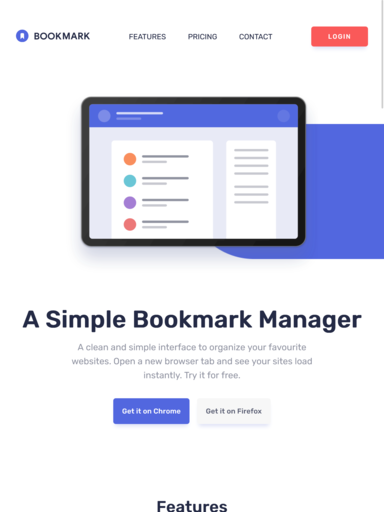 BOOKMARK
FEATURES
PRICING
CONTACT
LOGIN
A Simple Bookmark Manager
A clean and simple interface to organize your favourite
websites. Open a new browser tab and see your sites load
instantly. Try it for free.
Get it on Chrome
Get it on Firefox
Features